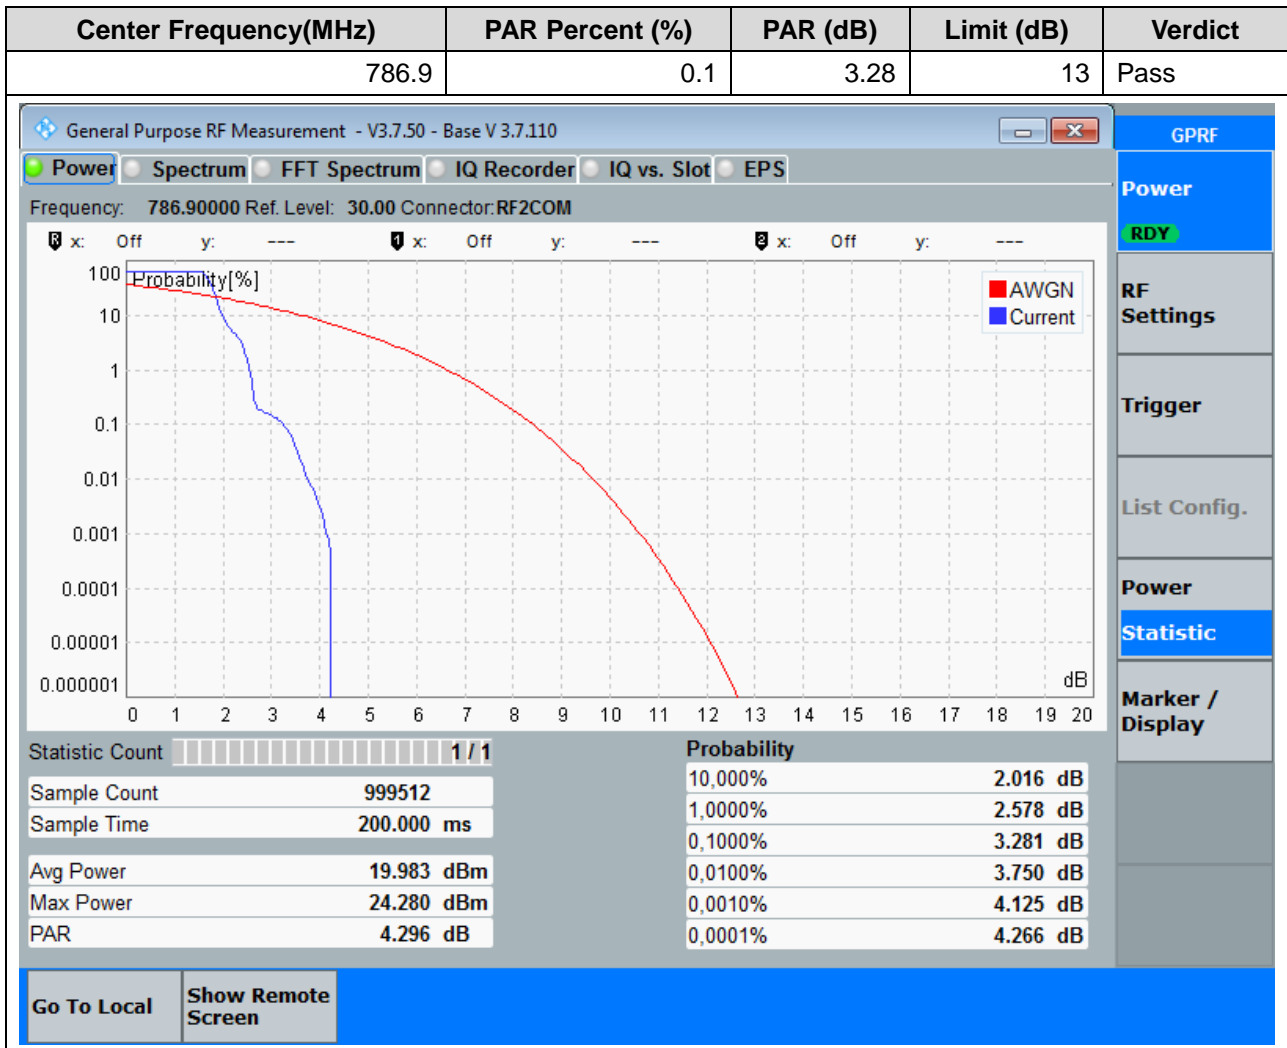 Center Frequency(MHz) PAR Percent (%) PAR (dB) Limit (dB) Verdict
786.9 0.1 3.28 13 Pass
General Purpose RF Measurement - V3.7.50 - Base V 3.7.110
GPRF
Power Spectrum FFT Spectrum IQ Recorder IQ vs. Slot EPS
Power
RDY
Frequency: 786.90000 Ref. Level: 30.00 Connector:RF2COM
R x: Off y: --- 1 x: Off y: --- 2 x: Off y: ---
Probability[%]
AWGN
Current
100
10
1
0.1
0.01
0.001
0.0001
0.00001
0.000001
dB
0 1 2 3 4 5 6 7 8 9 10 11 12 13 14 15 16 17 18 19 20
RF
Settings
Trigger
List Config.
Power
Statistic
Marker /
Display
Statistic Count 1 / 1
Sample Count 999512
Sample Time 200.000 ms
Avg Power 19.983 dBm
Max Power 24.280 dBm
PAR 4.296 dB
Probability
10,000% 2.016 dB
1,0000% 2.578 dB
0,1000% 3.281 dB
0,0100% 3.750 dB
0,0010% 4.125 dB
0,0001% 4.266 dB
Go To Local
Show Remote
Screen